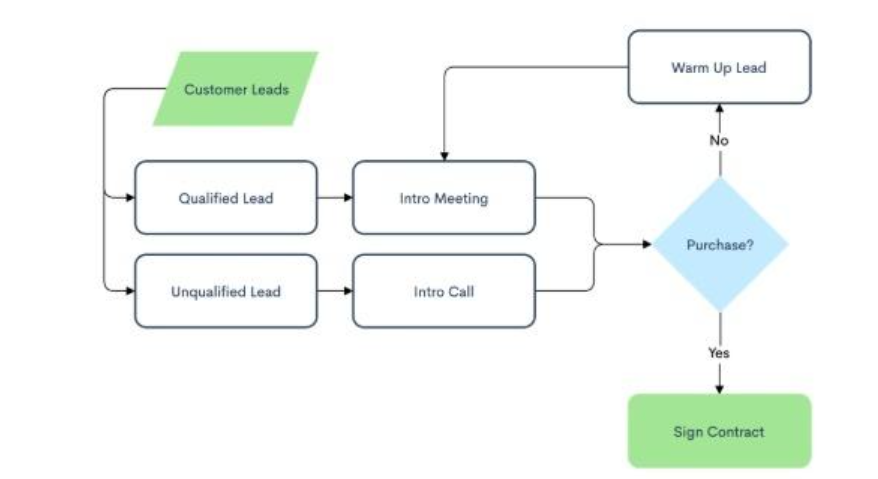 Warm Up Lead
Customer Leads
No
Qualified Lead
Intro Meeting
Purchase?
Unqualified Lead
Intro Call
Yes
Sign Contract